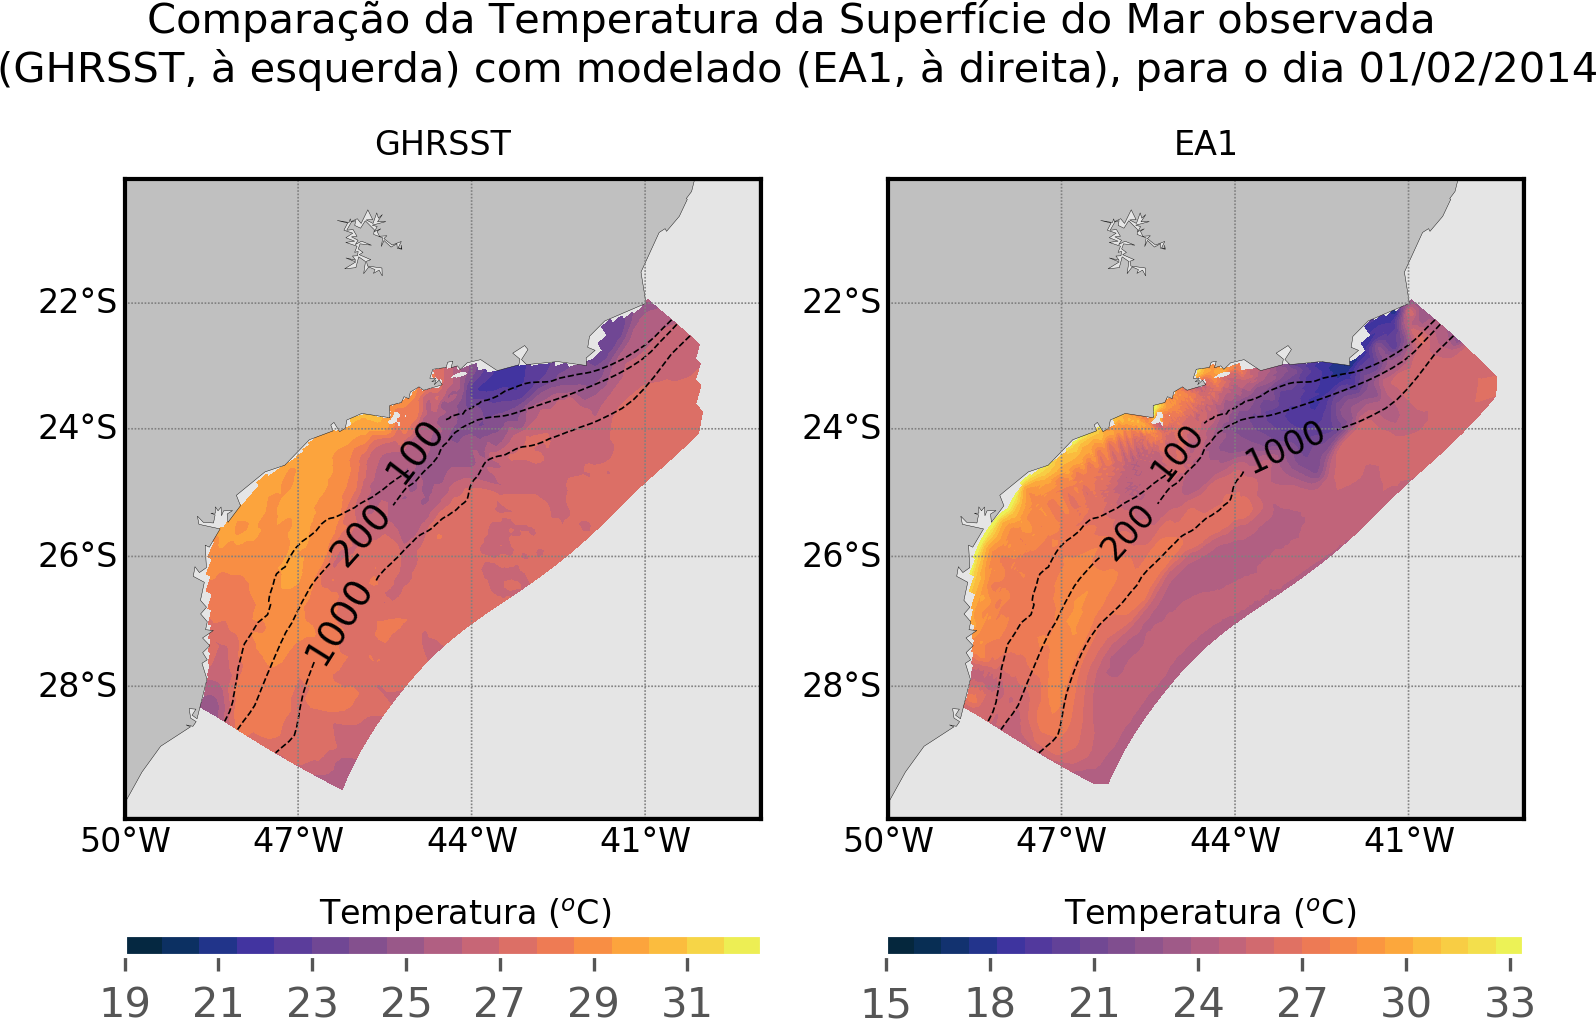 Comparação da Temperatura da Superfície do Mar observada
(GHRSST, à esquerda) com modelado (EA1, à direita), para o dia 01/02/2014
GHRSST
EA1
22°S
24°S
26°S
28°S
50°W 47°W 44°W 41°W
100
200
1000
22°S
24°S
26°S
28°S
50°W 47°W 44°W 41°W
100
200
1000
Temperatura (°C)
19 21 23 25 27 29 31
Temperatura (°C)
15 18 21 24 27 30 33